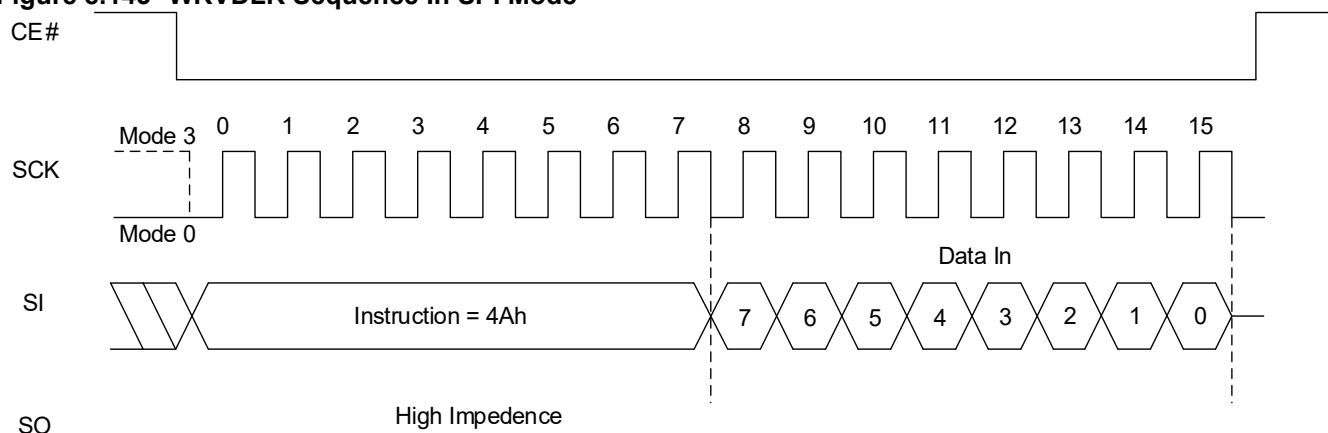 CE#
Mode 3 0 1 2 3 4 5 6 7 8 9 10 11 12 13 14 15
SCK
Mode 0
Data In
SI Instruction = 4Ah 7 6 5 4 3 2 1 0
High Impedence
SO